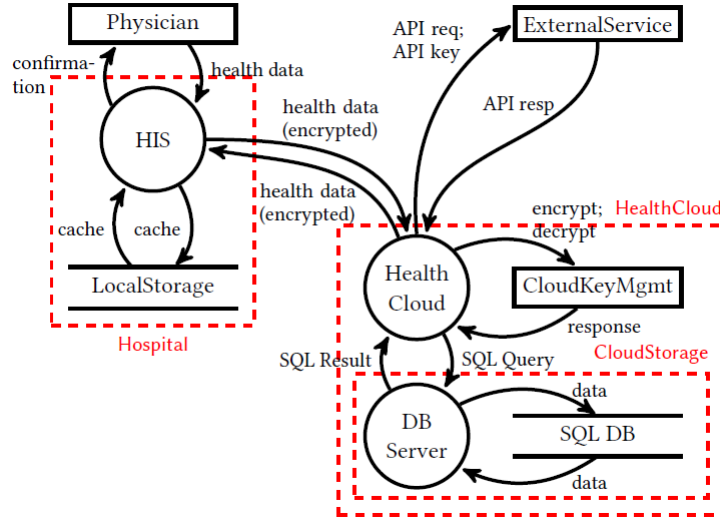 Physician
ExternalService
confirma-
tion
health data
API req;
API key
HIS
health data
(encrypted)
API resp
health data
(encrypted)
cache
cache
LocalStorage
Hospital
encrypt;
decrypt
HealthCloud
Health
Cloud
CloudKeyMgmt
response
SQL Result
SQL Query
CloudStorage
data
DB
Server
SQL DB
data